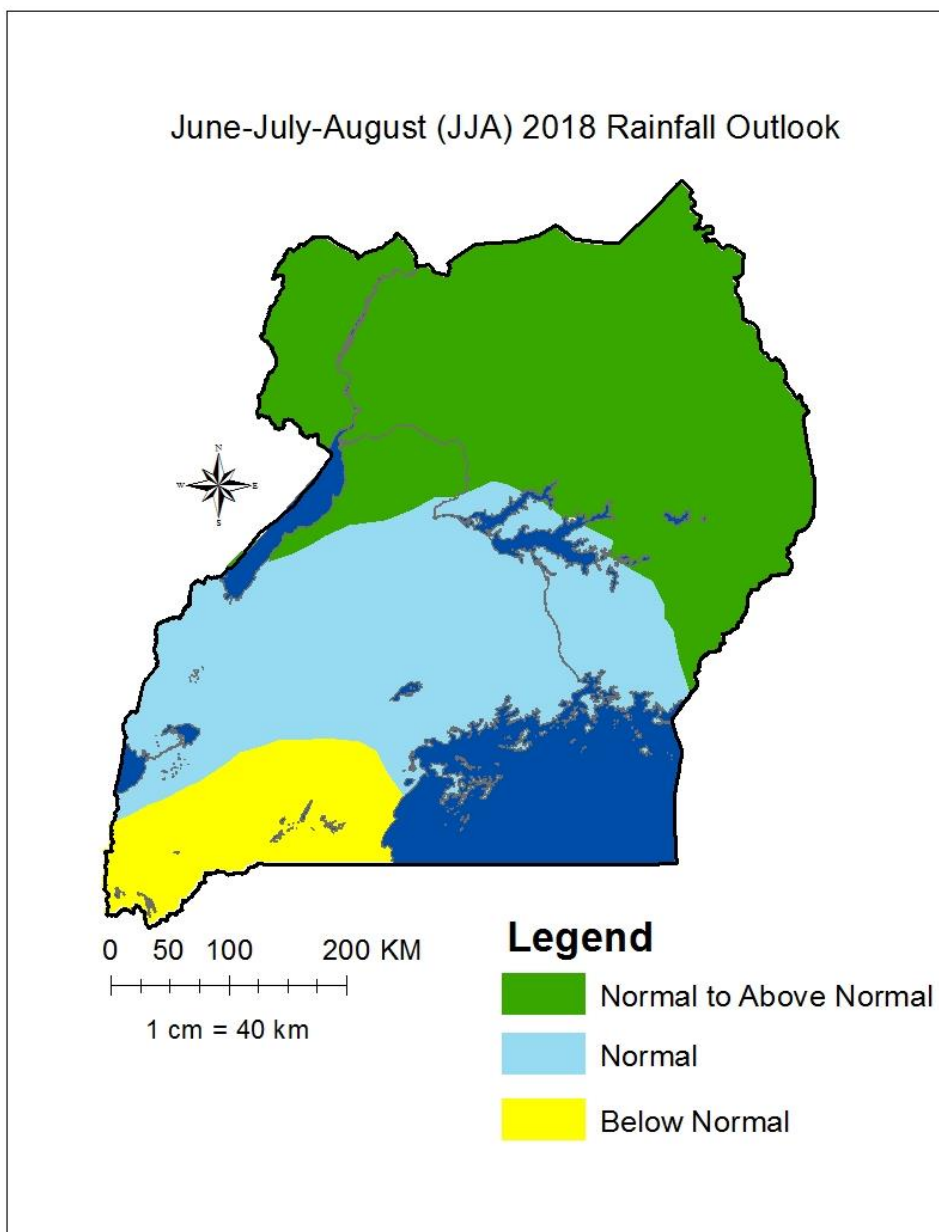 June-July-August (JJA) 2018 Rainfall Outlook
N
W E
S
0 50 100 200 KM
1 cm = 40 km
Legend
Normal to Above Normal
Normal
Below Normal